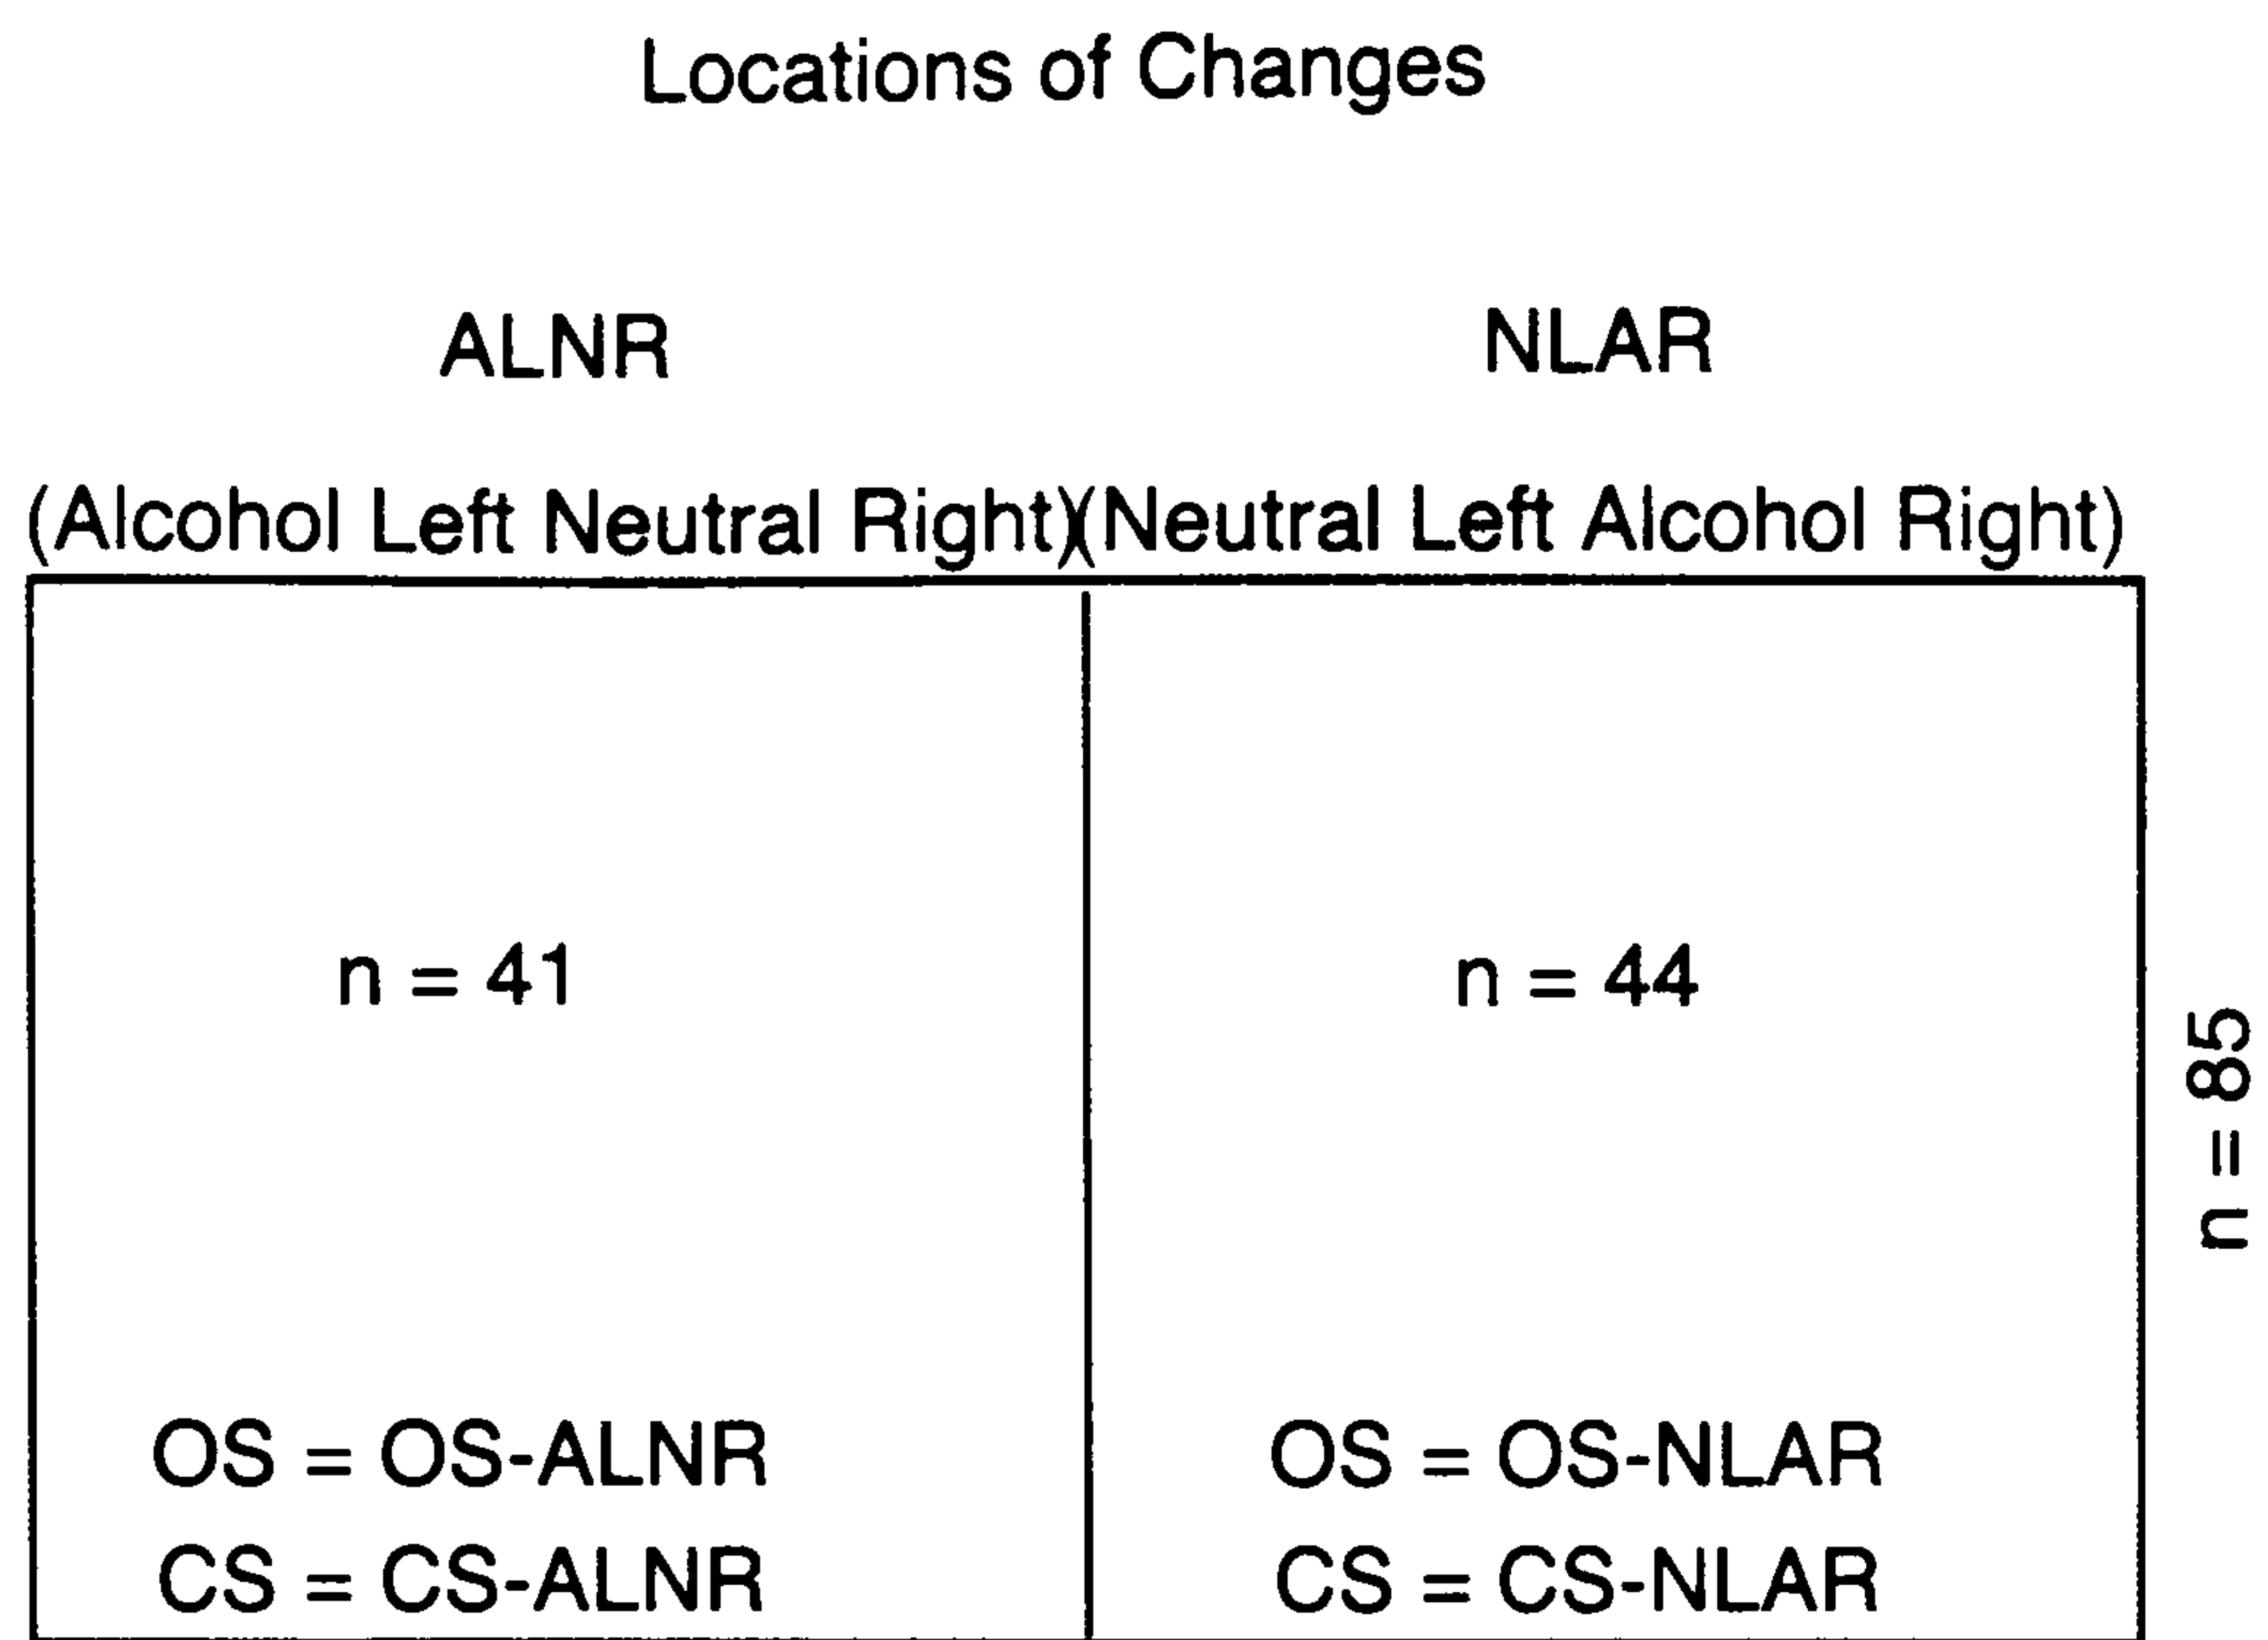 Locations of Changes
ALNR NLAR
(Alcohol Left Neutral Right)(Neutral Left Alcohol Right)
n = 41 n = 44
n = 85
OS = OS-ALNR OS = OS-NLAR
CS = CS-ALNR CS = CS-NLAR